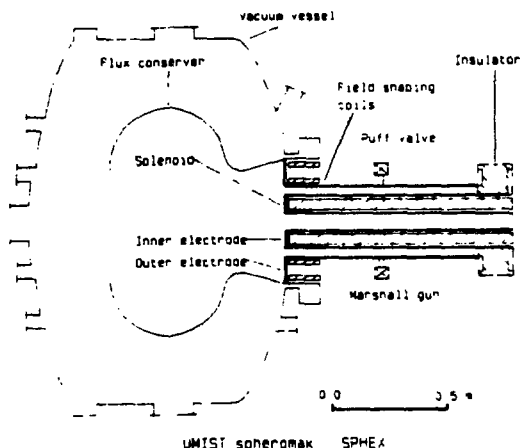 Vacuum vessel
Flux conserver
Insulator
Field shaping
coils
Puff valve
Solenoid
Inner electrode
Outer electrode
Marshall gun
0.0 0.5 m
UMIST spheromak SPHEX